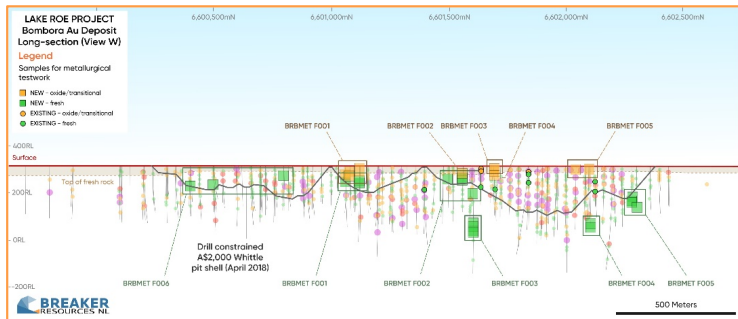 LAKE ROE PROJECT
Bombora Au Deposit
Long-section (View W)
Legend
Samples for metallurgical
testwork
NEW - oxide/transitional
NEW - fresh
EXISTING - oxide/transitional
EXISTING - fresh
6,600,500mN
6,601,000mN
6,601,500mN
6,602,000mN
6,602,500mN
BRBMET F001
BRBMET F002
BRBMET F003
BRBMET F004
BRBMET F005
400RL
Surface
Top of fresh rock
200RL
0RL
-200RL
Drill constrained
A$2,000 Whittle
pit shell (April 2018)
BRBMET F006
BRBMET F001
BRBMET F002
BRBMET F003
BRBMET F004
BRBMET F005
BREAKER
RESOURCES NL
500 Meters